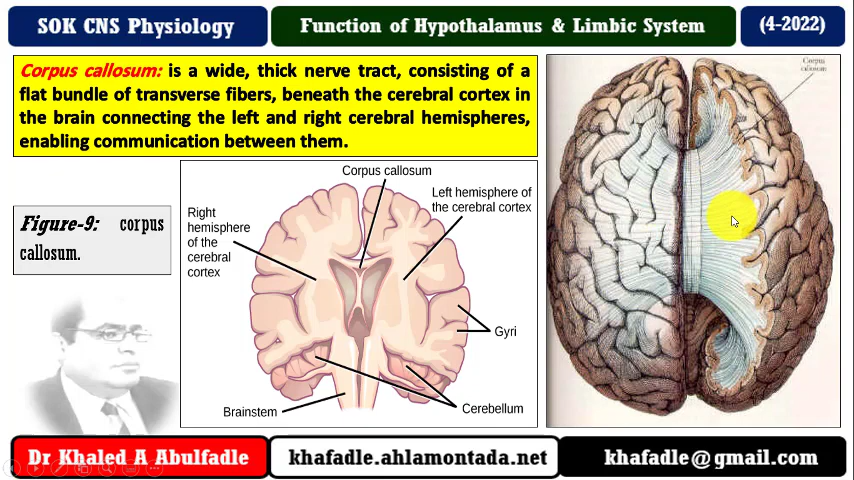 SOK CNS Physiology
Function of Hypothalamus & Limbic System
(4-2022)
Corpus callosum: is a wide, thick nerve tract, consisting of a
flat bundle of transverse fibers, beneath the cerebral cortex in
the brain connecting the left and right cerebral hemispheres,
enabling communication between them.
Corpus
callosum
Corpus callosum
Left hemisphere of
the cerebral cortex
Right
hemisphere
of the
cerebral
cortex
Figure-9: corpus
callosum.
Gyri
Brainstem
Cerebellum
Dr Khaled A Abulfadle
khafadle.ahlamontada.net
khafadle@gmail.com